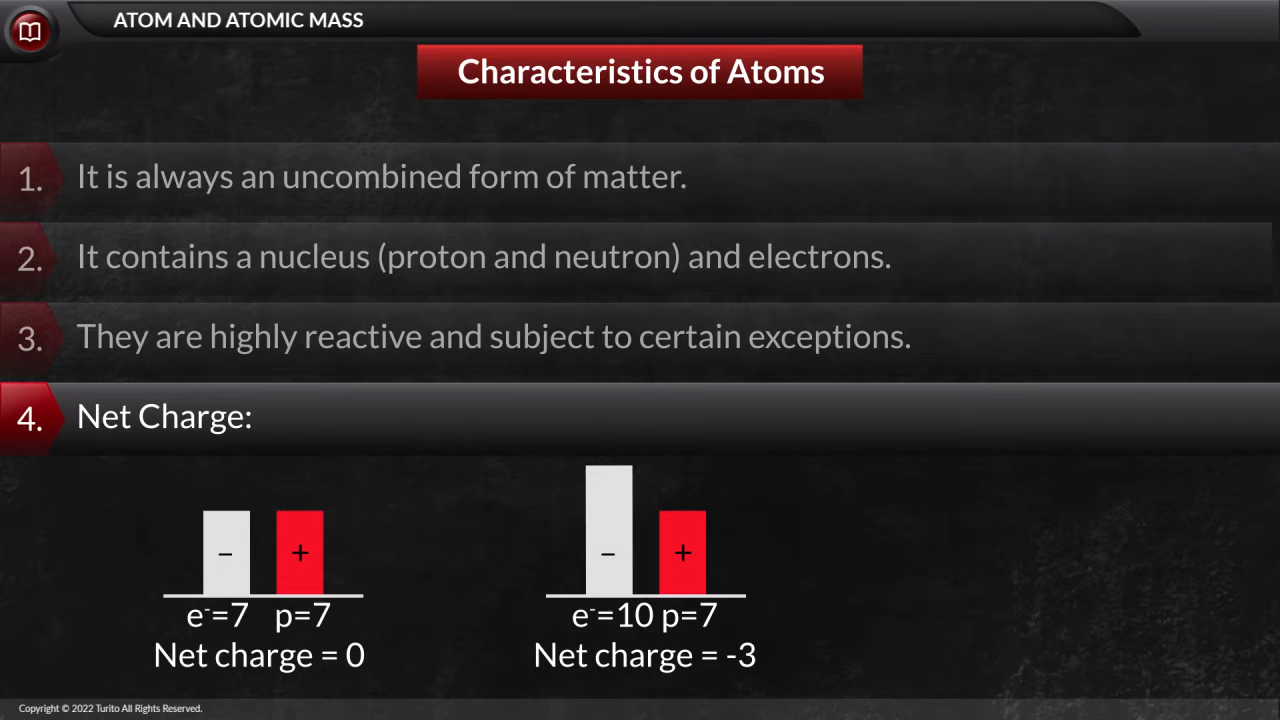 ATOM AND ATOMIC MASS
Characteristics of Atoms
1. It is always an uncombined form of matter.
2. It contains a nucleus (proton and neutron) and electrons.
3. They are highly reactive and subject to certain exceptions.
4. Net Charge:
– + – +
e⁻=7 p=7 e⁻=10 p=7
Net charge = 0 Net charge = -3
Copyright © 2022 Turito All Rights Reserved.